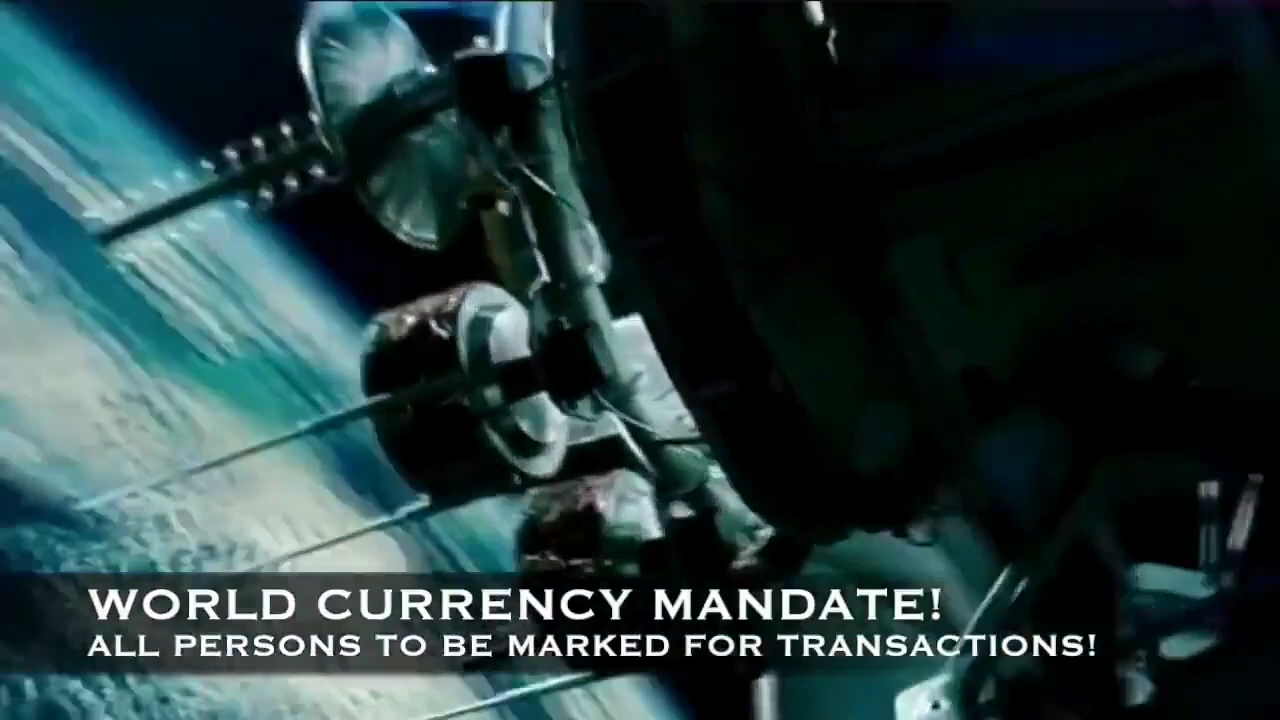 WORLD CURRENCY MANDATE!
ALL PERSONS TO BE MARKED FOR TRANSACTIONS!